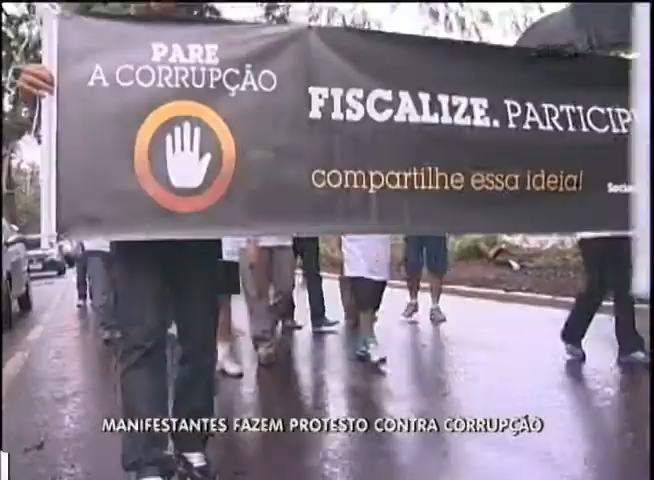 PARE
A CORRUPÇÃO
FISCALIZE. PARTICIP
compartilhe essa ideia!
MANIFESTANTES FAZEM PROTESTO CONTRA CORRUPÇÃO